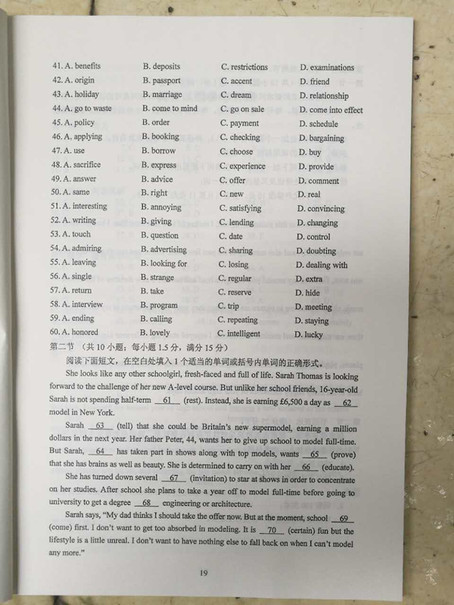 41. A. benefits B. deposits C. restrictions D. examinations
42. A. origin B. passport C. accent D. friend
43. A. holiday B. marriage C. dream D. relationship
44. A. go to waste B. come to mind C. go on sale D. come into effect
45. A. policy B. order C. payment D. schedule
46. A. applying B. booking C. checking D. bargaining
47. A. use B. borrow C. choose D. buy
48. A. sacrifice B. express C. experience D. provide
49. A. answer B. advice C. offer D. comment
50. A. same B. right C. new D. real
51. A. interesting B. annoying C. satisfying D. convincing
52. A. writing B. giving C. lending D. changing
53. A. touch B. question C. date D. control
54. A. admiring B. advertising C. sharing D. doubting
55. A. leaving B. looking for C. losing D. dealing with
56. A. single B. strange C. regular D. extra
57. A. return B. take C. reserve D. hide
58. A. interview B. program C. trip D. meeting
59. A. ending B. calling C. repeating D. staying
60. A. honored B. lovely C. intelligent D. lucky
第二节 (共 10 小题; 每小题 1.5 分, 满分 15 分)
阅读下面短文, 在空白处填入 1 个适当的单词或括号内单词的正确形式。
She looks like any other schoolgirl, fresh-faced and full of life. Sarah Thomas is looking
forward to the challenge of her new A-level course. But unlike her school friends, 16-year-old
Sarah is not spending half-term 61 (rest). Instead, she is earning £6,500 a day as 62
model in New York.
Sarah 63 (tell) that she could be Britain's new supermodel, earning a million
dollars in the next year. Her father Peter, 44, wants her to give up school to model full-time.
But Sarah, 64 has taken part in shows along with top models, wants 65 (prove)
that she has brains as well as beauty. She is determined to carry on with her 66 (educate).
She has turned down several 67 (invitation) to star at shows in order to concentrate
on her studies. After school she plans to take a year off to model full-time before going to
university to get a degree 68 engineering or architecture.
Sarah says, "My dad thinks I should take the offer now. But at the moment, school 69
(come) first. I don't want to get too absorbed in modeling. It is 70 (certain) fun but the
lifestyle is a little unreal. I don't want to have nothing else to fall back on when I can't model
any more."
19